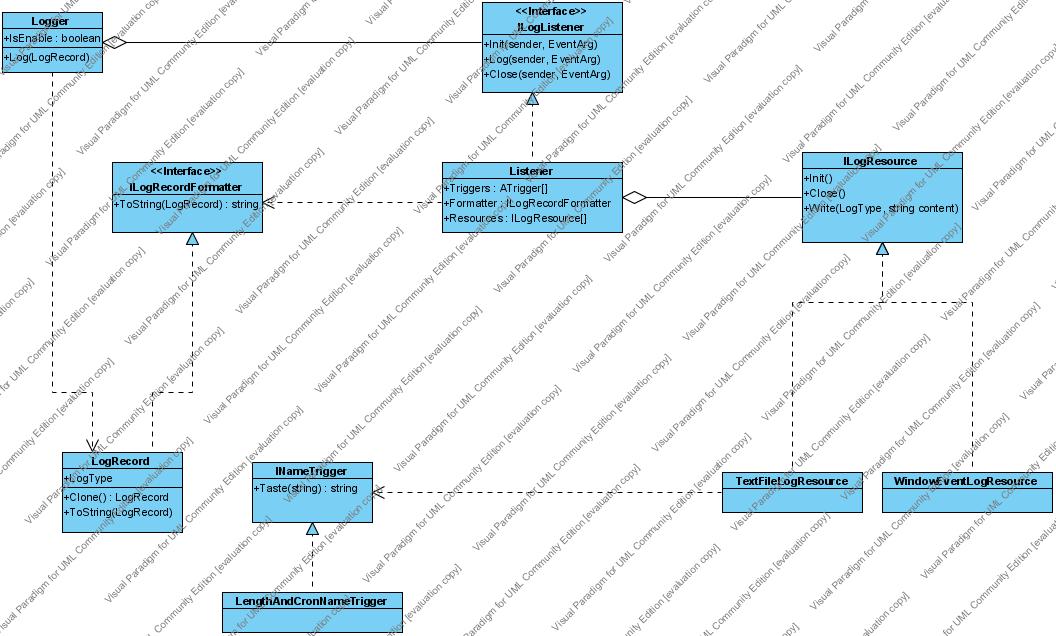 Logger
+IsEnable : boolean
+Log(LogRecord)
<<Interface>>
ILogListener
+Init(sender, EventArg)
+Log(sender, EventArg)
+Close(sender, EventArg)
<<Interface>>
ILogRecordFormatter
+ToString(LogRecord) : string
Listener
+Triggers : ATrigger[]
+Formatter : ILogRecordFormatter
+Resources : ILogResource[]
ILogResource
+Init()
+Close()
+Write(LogType, string content)
LogRecord
+LogType
+Clone() : LogRecord
+ToString(LogRecord)
INameTrigger
+Taste(string) : string
TextFileLogResource
WindowEventLogResource
LengthAndCronNameTrigger
Visual Paradigm for UML Community Edition [evaluation copy]